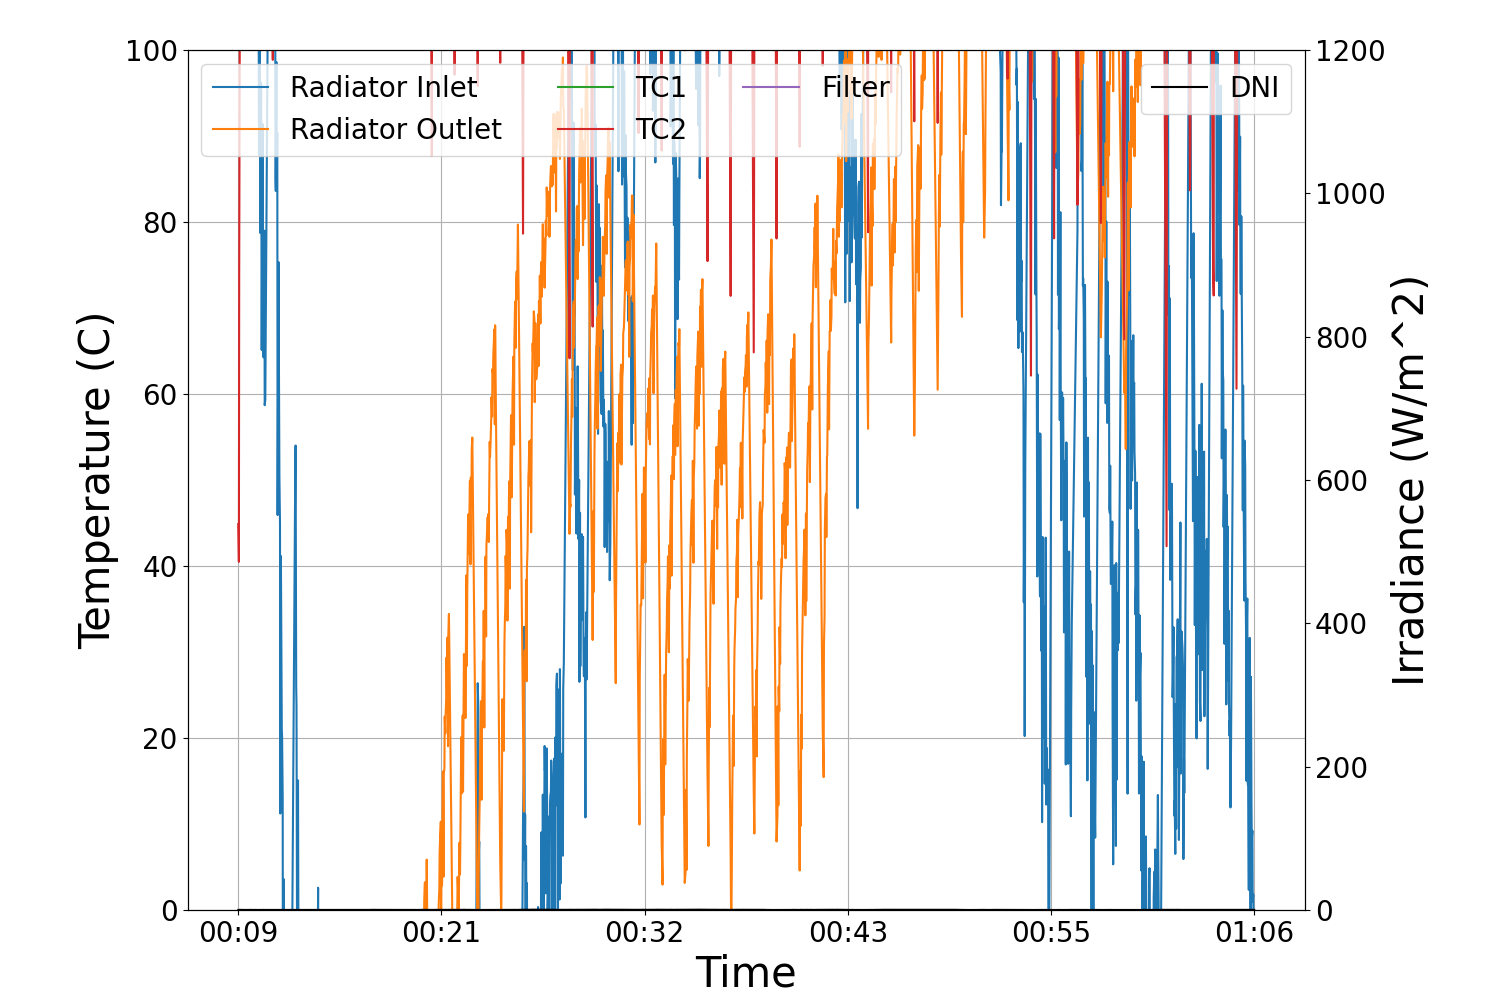 Radiator Inlet
Radiator Outlet
TC1
TC2
Filter
DNI
100
80
60
40
20
0
Temperature (C)
1200
1000
800
600
400
200
0
Irradiance (W/m^2)
00:09 00:21 00:32 00:43 00:55 01:06
Time